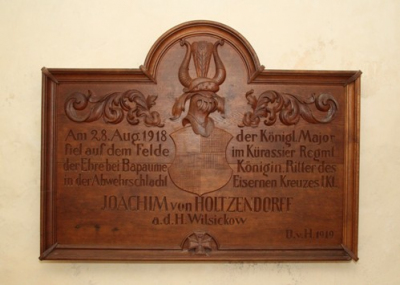 Am 28. Aug. 1918 der Königl. Major
fiel auf dem Felde im Kürassier Regmt.
der Ehre bei Bapaume Königin, Ritter des
in der Abwehrschlacht Eisernen Kreuzes I.Kl.
JOACHIM von HOLTZENDORFF
a.d.H. Wilsickow
1919